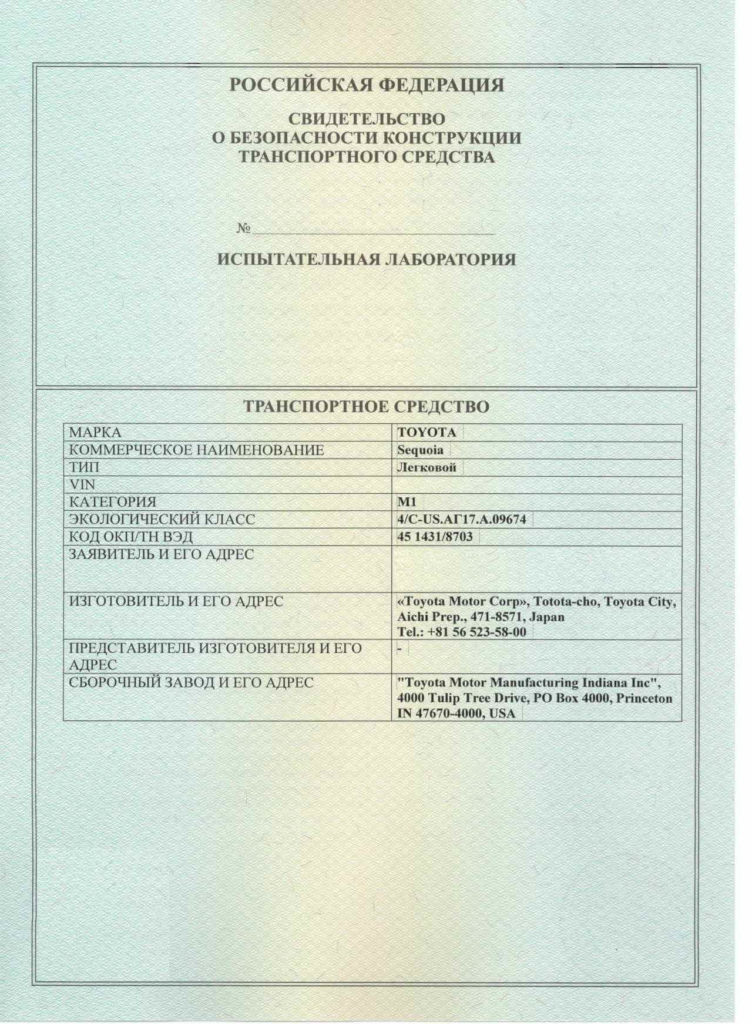 РОССИЙСКАЯ ФЕДЕРАЦИЯ
СВИДЕТЕЛЬСТВО
О БЕЗОПАСНОСТИ КОНСТРУКЦИИ
ТРАНСПОРТНОГО СРЕДСТВА
№
ИСПЫТАТЕЛЬНАЯ ЛАБОРАТОРИЯ
ТРАНСПОРТНОЕ СРЕДСТВО
МАРКА TOYOTA
КОММЕРЧЕСКОЕ НАИМЕНОВАНИЕ Sequoia
ТИП Легковой
VIN
КАТЕГОРИЯ M1
ЭКОЛОГИЧЕСКИЙ КЛАСС 4/C-US.АГ17.А.09674
КОД ОКП/ТН ВЭД 45 1431/8703
ЗАЯВИТЕЛЬ И ЕГО АДРЕС
ИЗГОТОВИТЕЛЬ И ЕГО АДРЕС «Toyota Motor Corp», Totota-cho, Toyota City,
Aichi Prep., 471-8571, Japan
Tel.: +81 56 523-58-00
ПРЕДСТАВИТЕЛЬ ИЗГОТОВИТЕЛЯ И ЕГО -
АДРЕС
СБОРОЧНЫЙ ЗАВОД И ЕГО АДРЕС "Toyota Motor Manufacturing Indiana Inc",
4000 Tulip Tree Drive, PO Box 4000, Princeton
IN 47670-4000, USA